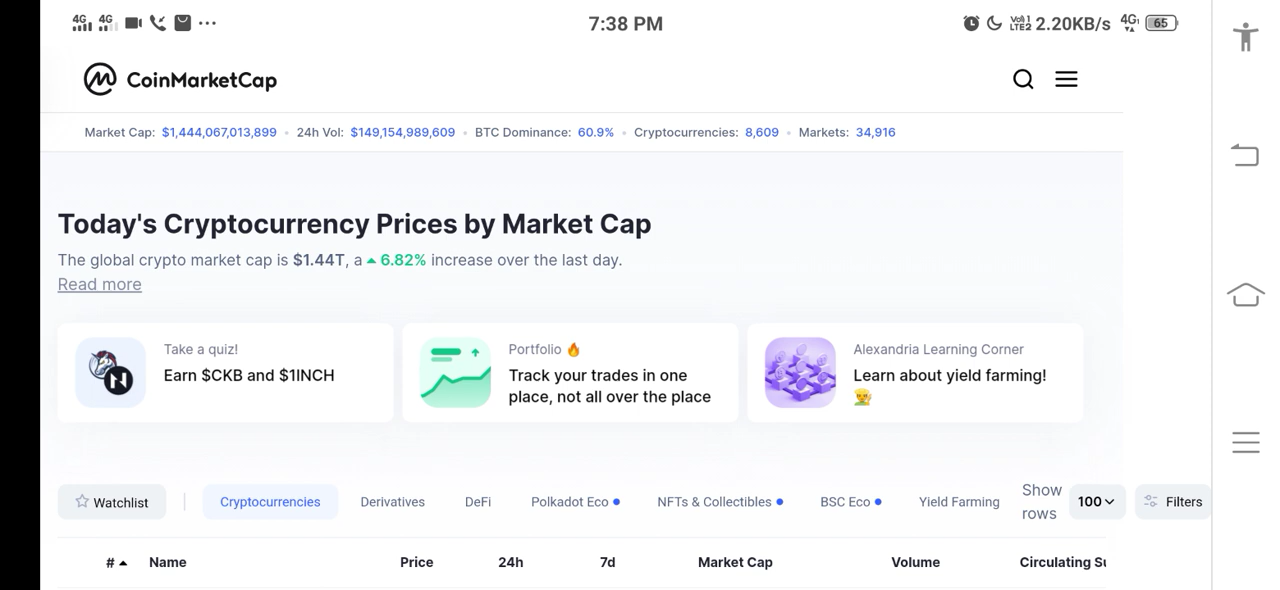 4G 4G 7:38 PM VoI) 1 LTE2 2.20KB/s 4G 65
CoinMarketCap
Market Cap: $1,444,067,013,899 • 24h Vol: $149,154,989,609 • BTC Dominance: 60.9% • Cryptocurrencies: 8,609 • Markets: 34,916
Today's Cryptocurrency Prices by Market Cap
The global crypto market cap is $1.44T, a 6.82% increase over the last day.
Read more
Take a quiz!
Earn $CKB and $1INCH
Portfolio 🔥
Track your trades in one
place, not all over the place
Alexandria Learning Corner
Learn about yield farming!
👨‍🌾
Watchlist Cryptocurrencies Derivatives DeFi Polkadot Eco NFTs & Collectibles BSC Eco Yield Farming Show rows 100 Filters
# Name Price 24h 7d Market Cap Volume Circulating Su